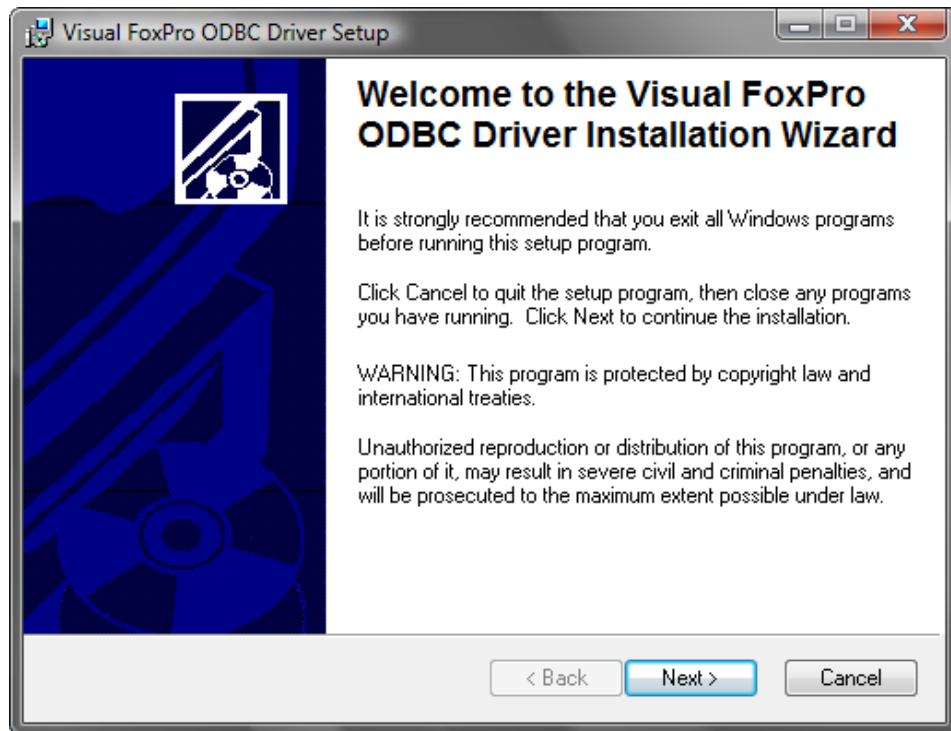 Visual FoxPro ODBC Driver Setup
Welcome to the Visual FoxPro
ODBC Driver Installation Wizard
It is strongly recommended that you exit all Windows programs
before running this setup program.
Click Cancel to quit the setup program, then close any programs
you have running.  Click Next to continue the installation.
WARNING: This program is protected by copyright law and
international treaties.
Unauthorized reproduction or distribution of this program, or any
portion of it, may result in severe civil and criminal penalties, and
will be prosecuted to the maximum extent possible under law.
< Back Next > Cancel